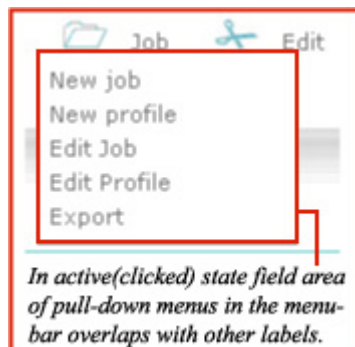 Job Edit
New job
New profile
Edit Job
Edit Profile
Export
In active(clicked) state field area
of pull-down menus in the menu-
bar overlaps with other labels.